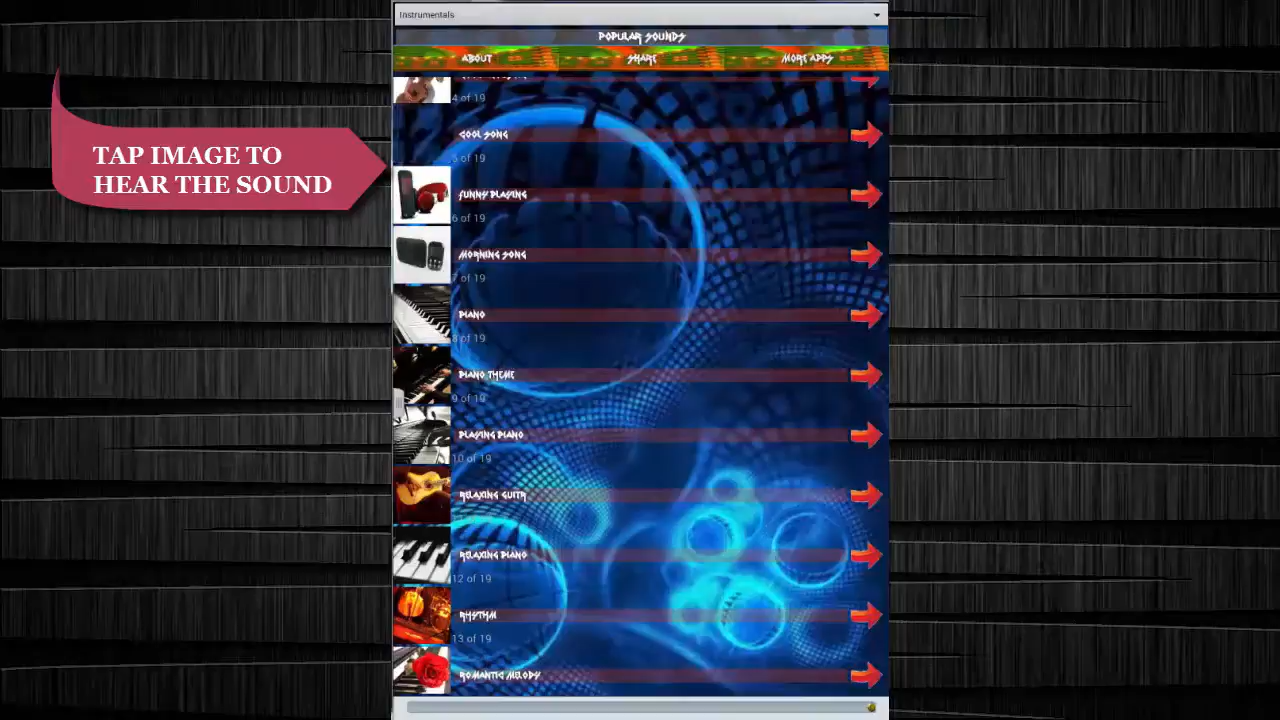 Instrumentals
POPULAR SOUNDS
ABOUT SHARE MORE APPS
4 of 19
TAP IMAGE TO
HEAR THE SOUND
COOL SONG
5 of 19
FUNNY PLAYING
6 of 19
MORNING SONG
7 of 19
PIANO
8 of 19
PIANO THEME
9 of 19
PLAYING PIANO
10 of 19
RELAXING GUITR
RELAXING PIANO
12 of 19
RHYTHM
13 of 19
ROMANTIC MELODY